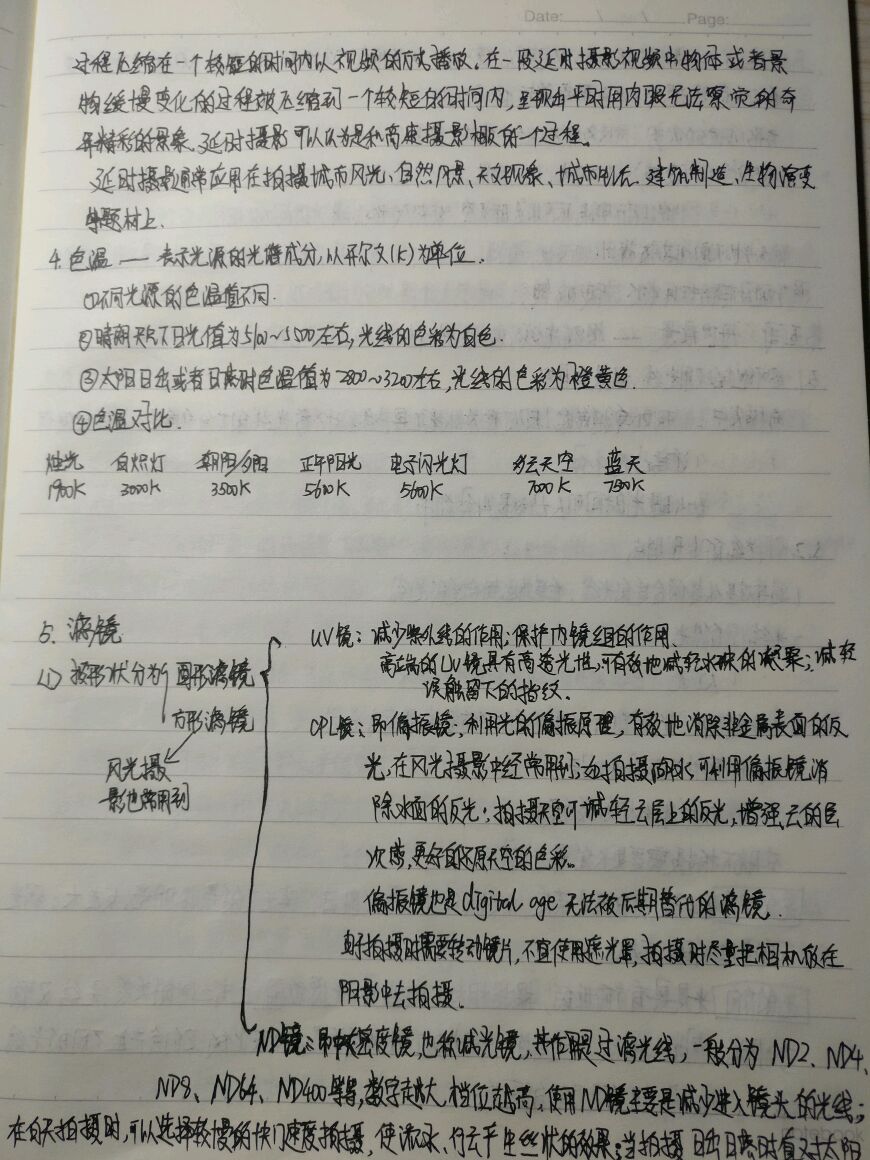 Date: / / Page:
过程压缩在一个较短的时间内以视频的方式播放。在一段延时摄影视频中物体或者景
物缓慢变化的过程被压缩到一个较短的时间内,呈现出平时用肉眼无法察觉的奇
异精彩的景象。延时摄影可以认为是和高速摄影相反的一个过程。
延时摄影通常应用在拍摄城市风光、自然风景、天文现象、城市生活、建筑制造、生物演变
等题材上.
4.色温 —— 表示光源的光谱成分,以开尔文(K)为单位.
①不同光源的色温值不同.
②晴朗天气下日光值为5100~5500左右,光线的色彩为白色.
③太阳日出或者日落时色温值为2800~3200左右,光线的色彩为橙黄色.
④色温对比.
烛光 白炽灯 朝阳夕阳 正午阳光 电子闪光灯 多云天空 蓝天
1900K 3000K 3500K 5600K 5600K 7000K 7500K
5. 滤镜
(1) 按形状分为 圆形滤镜
方形滤镜
风光摄
影也常用到
UV镜: 减少紫外线的作用;保护内镜组的作用.
高端的UV镜具有高透光性,可有效地减轻水珠的凝聚;减轻
误触留下的指纹.
CPL镜: 即偏振镜;利用光的偏振原理,有效地消除非金属表面的反
光,在风光摄影中经常用到;如拍摄 水可利用偏振镜消
除水面的反光;拍摄天空可减轻云层上的反光,增强云的层
次感,更好的还原天空的色彩.
偏振镜也是digital age 无法被后期替代的滤镜.
由于拍摄时需要转动镜片,不宜使用遮光罩,拍摄时尽量把相机放在
阴影中去拍摄.
ND镜: 即中灰密度镜,也称减光镜,其作用是过滤光线,一般分为 ND2、ND4、
ND8、ND64、ND400等,数字越大,档位越高,使用ND镜主要是减少进入镜头的光线;
在白天拍摄时,可以选择较慢的快门速度拍摄,使流水、行云产生丝状的效果;当拍摄日出日落时直对太阳